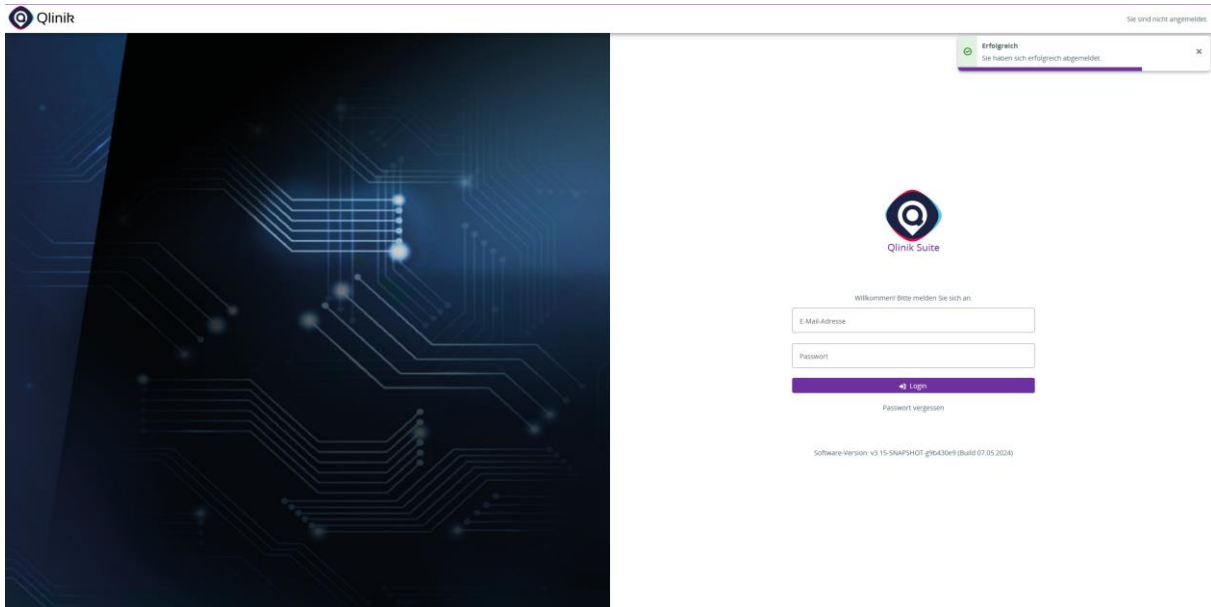 Qlinik
Sie sind nicht angemeldet.
Erfolgreich
Sie haben sich erfolgreich abgemeldet.
Qlinik Suite
Willkommen! Bitte melden Sie sich an.
E-Mail-Adresse
Passwort
Login
Passwort vergessen
Software-Version: v3.15-SNAPSHOT-g9b430e9 (Build 07.05.2024)